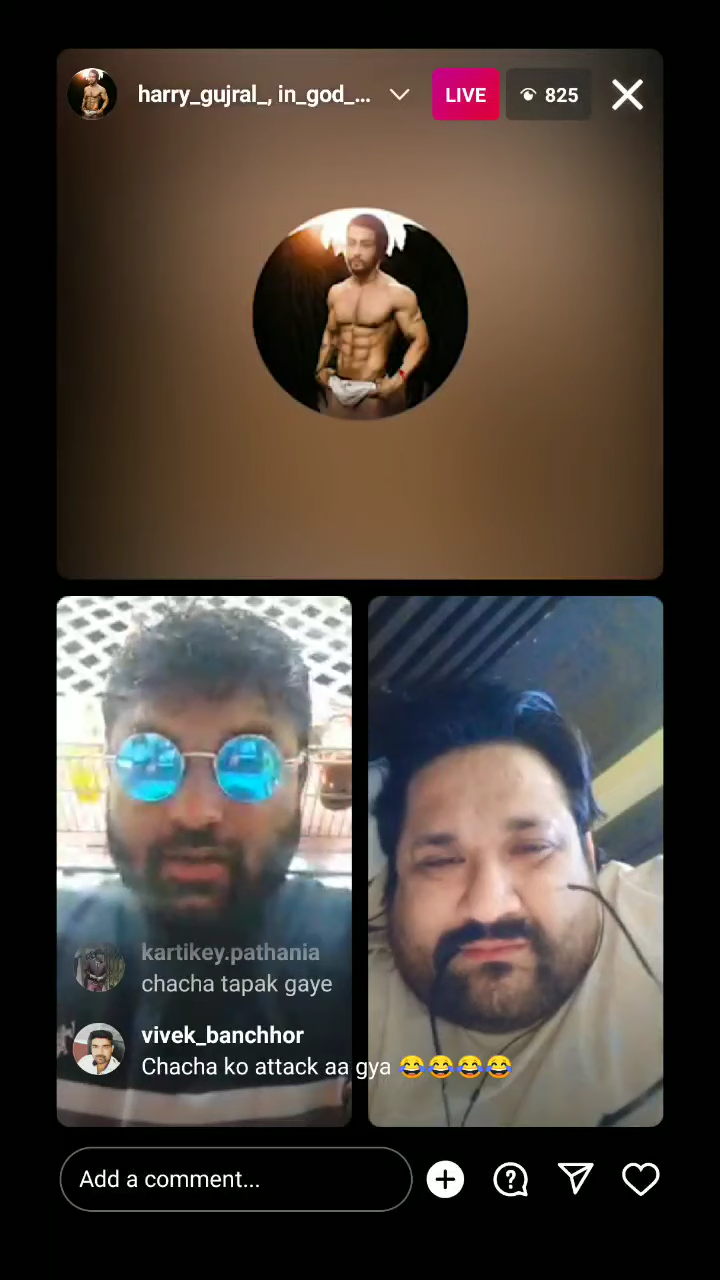 harry_gujral_, in_god_...
LIVE
825
kartikey.pathania
chacha tapak gaye
vivek_banchhor
Chacha ko attack aa gya 😂😂😂😂
Add a comment...